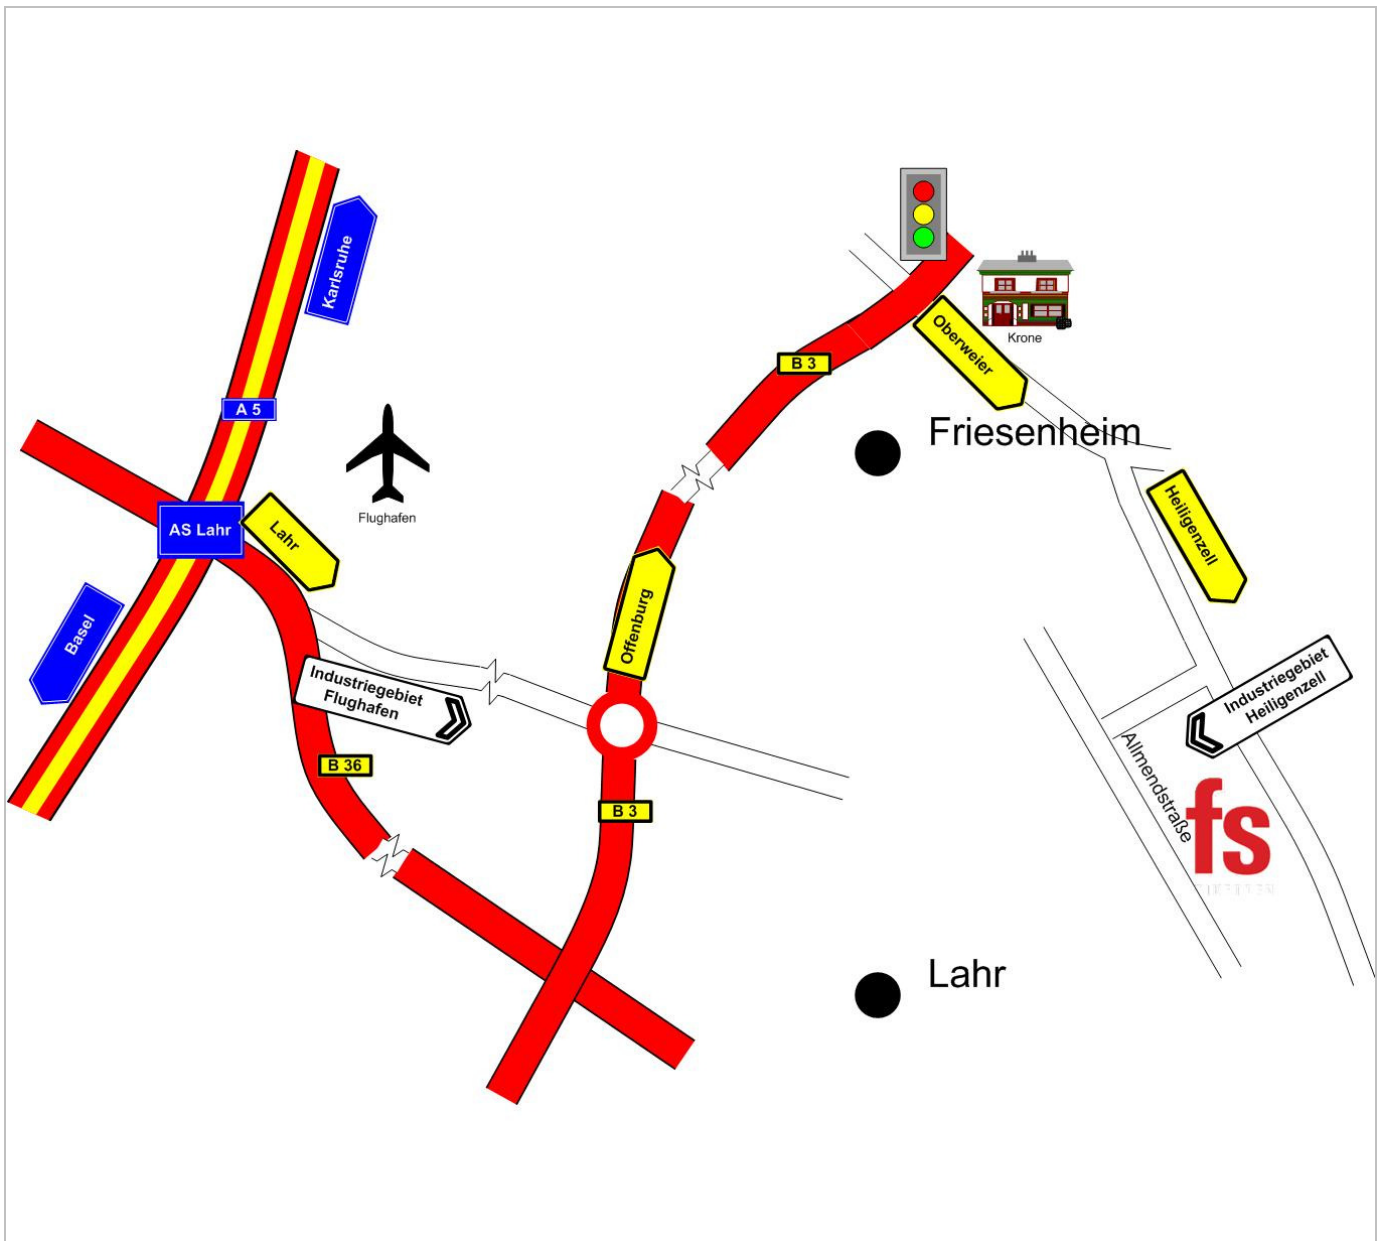 Karlsruhe
A 5
Flughafen
AS Lahr
Lahr
Basel
Industriegebiet
Flughafen
B 36
Offenburg
B 3
B 3
Oberweier
Krone
Friesenheim
Heiligenzell
Industriegebiet
Heiligenzell
Allmendstraße
fs
Lahr